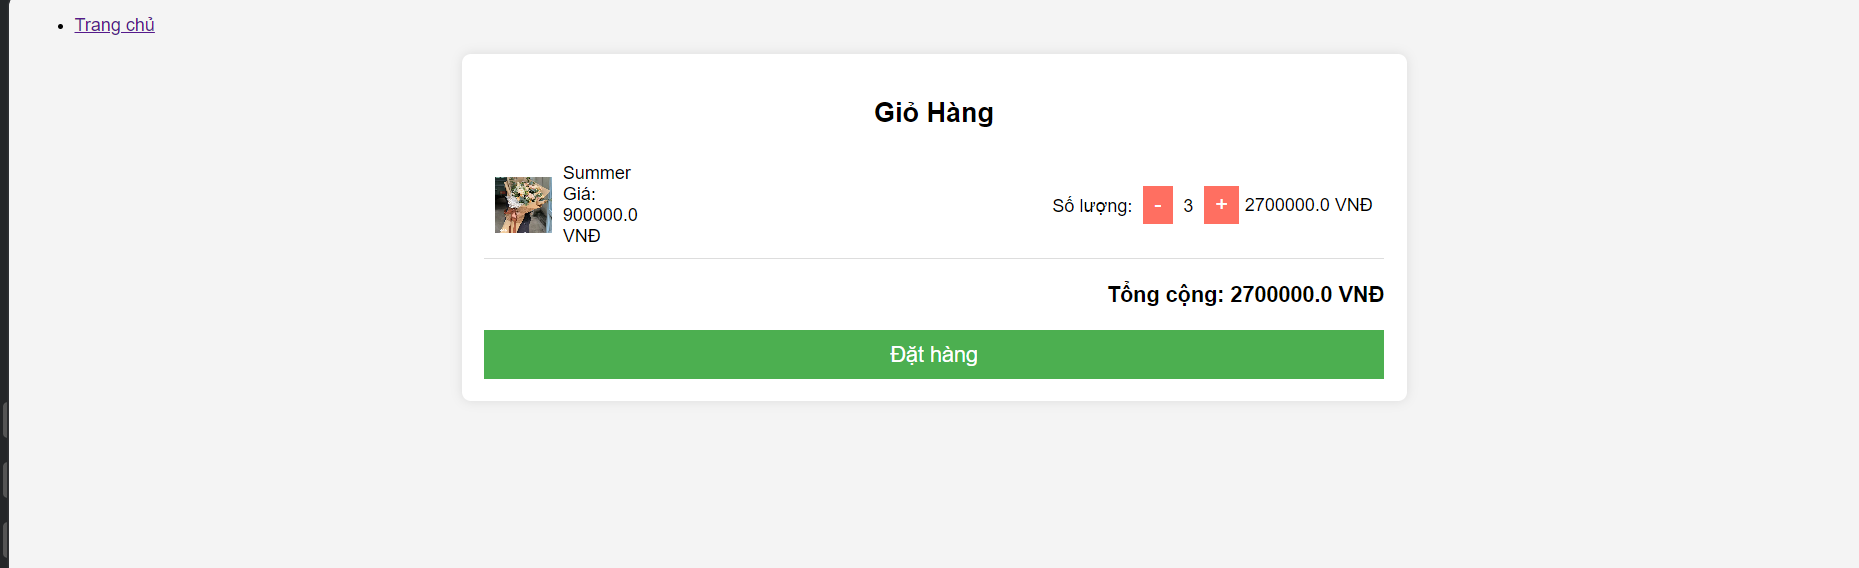 Trang chủ
Giỏ Hàng
Summer
Giá:
900000.0
VNĐ
Số lượng: - 3 + 2700000.0 VNĐ
Tổng cộng: 2700000.0 VNĐ
Đặt hàng